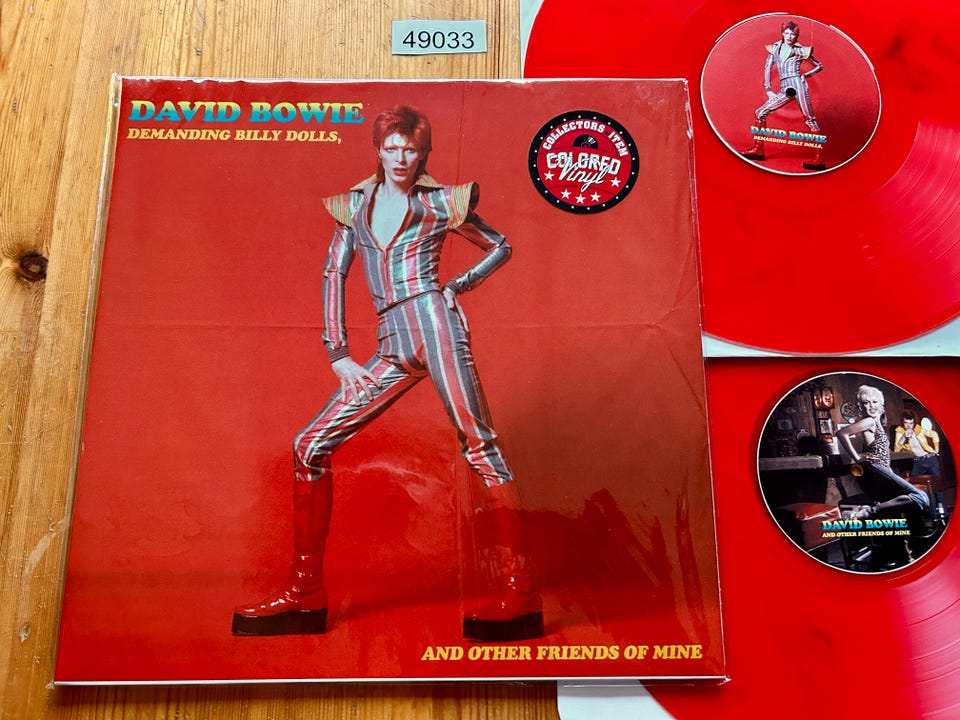 49033
DAVID BOWIE
DEMANDING BILLY DOLLS,
COLLECTORS ITEM
COLORED
Vinyl
AND OTHER FRIENDS OF MINE
DAVID BOWIE
DEMANDING BILLY DOLLS,
DAVID BOWIE
AND OTHER FRIENDS OF MINE